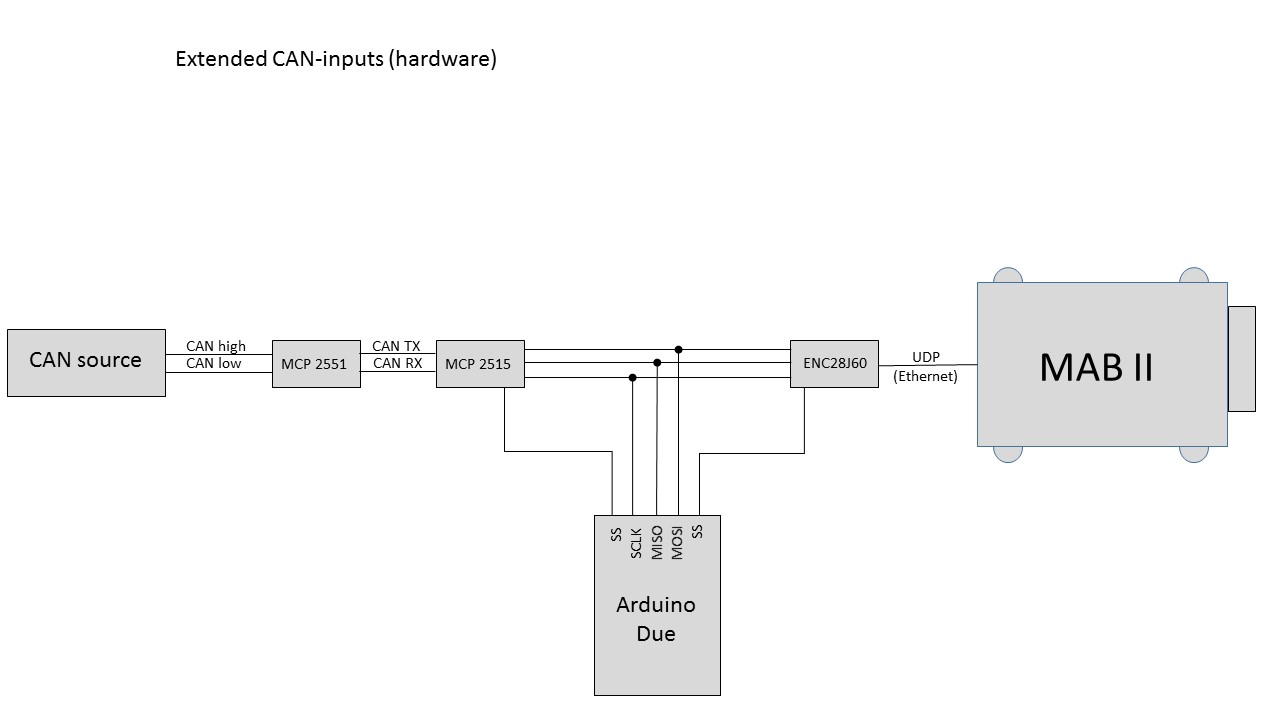 Extended CAN-inputs (hardware)
CAN source
CAN high
CAN low
MCP 2551
CAN TX
CAN RX
MCP 2515
ENC28J60
UDP
(Ethernet)
MAB II
SS
SCLK
MISO
MOSI
SS
Arduino
Due